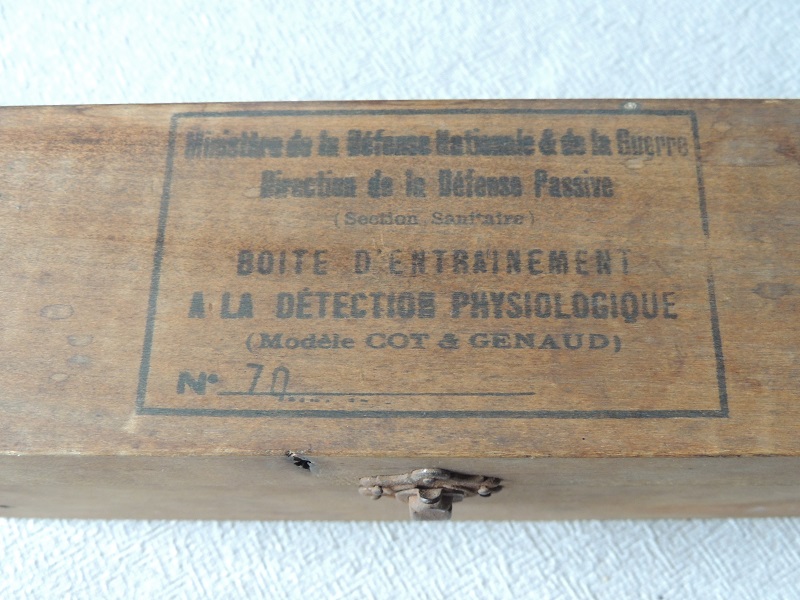 Ministère de la Défense Nationale & de la Guerre
Direction de la Défense Passive
(Section Sanitaire)
BOITE D'ENTRAINEMENT
A LA DÉTECTION PHYSIOLOGIQUE
(Modèle COT & GENAUD)
N° 70